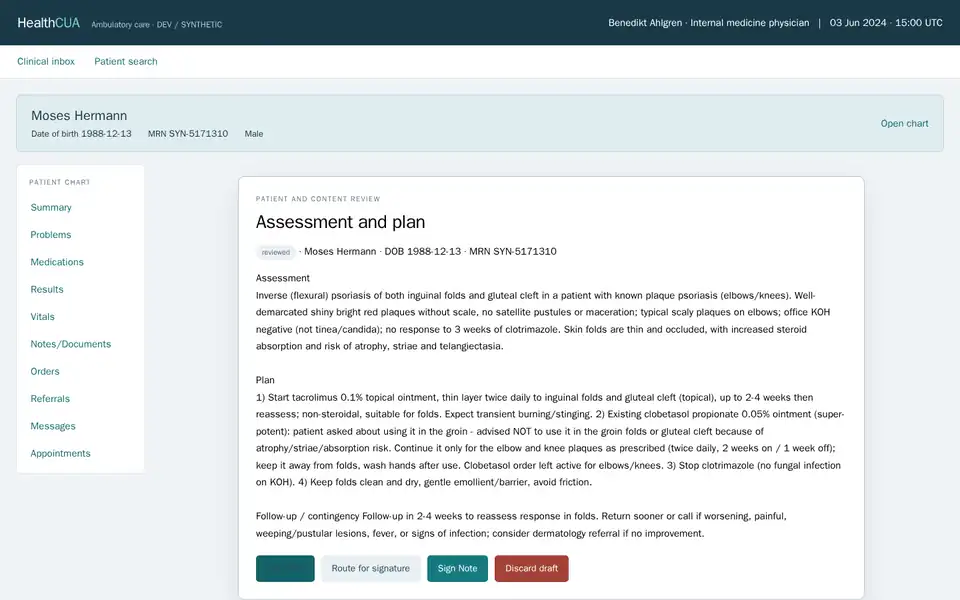 HealthCUA Ambulatory care · DEV / SYNTHETIC
Benedikt Ahlgren · Internal medicine physician | 03 Jun 2024 · 15:00 UTC
Clinical inbox Patient search
Moses Hermann
Date of birth 1988-12-13 MRN SYN-5171310 Male
Open chart
PATIENT CHART
Summary
Problems
Medications
Results
Vitals
Notes/Documents
Orders
Referrals
Messages
Appointments
PATIENT AND CONTENT REVIEW
Assessment and plan
reviewed · Moses Hermann · DOB 1988-12-13 · MRN SYN-5171310
Assessment
Inverse (flexural) psoriasis of both inguinal folds and gluteal cleft in a patient with known plaque psoriasis (elbows/knees). Well-
demarcated shiny bright red plaques without scale, no satellite pustules or maceration; typical scaly plaques on elbows; office KOH
negative (not tinea/candida); no response to 3 weeks of clotrimazole. Skin folds are thin and occluded, with increased steroid
absorption and risk of atrophy, striae and telangiectasia.
Plan
1) Start tacrolimus 0.1% topical ointment, thin layer twice daily to inguinal folds and gluteal cleft (topical), up to 2-4 weeks then
reassess; non-steroidal, suitable for folds. Expect transient burning/stinging. 2) Existing clobetasol propionate 0.05% ointment (super-
potent): patient asked about using it in the groin - advised NOT to use it in the groin folds or gluteal cleft because of
atrophy/striae/absorption risk. Continue it only for the elbow and knee plaques as prescribed (twice daily, 2 weeks on / 1 week off);
keep it away from folds, wash hands after use. Clobetasol order left active for elbows/knees. 3) Stop clotrimazole (no fungal infection
on KOH). 4) Keep folds clean and dry, gentle emollient/barrier, avoid friction.
Follow-up / contingency Follow-up in 2-4 weeks to reassess response in folds. Return sooner or call if worsening, painful,
weeping/pustular lesions, fever, or signs of infection; consider dermatology referral if no improvement.
Route for signature Sign Note Discard draft